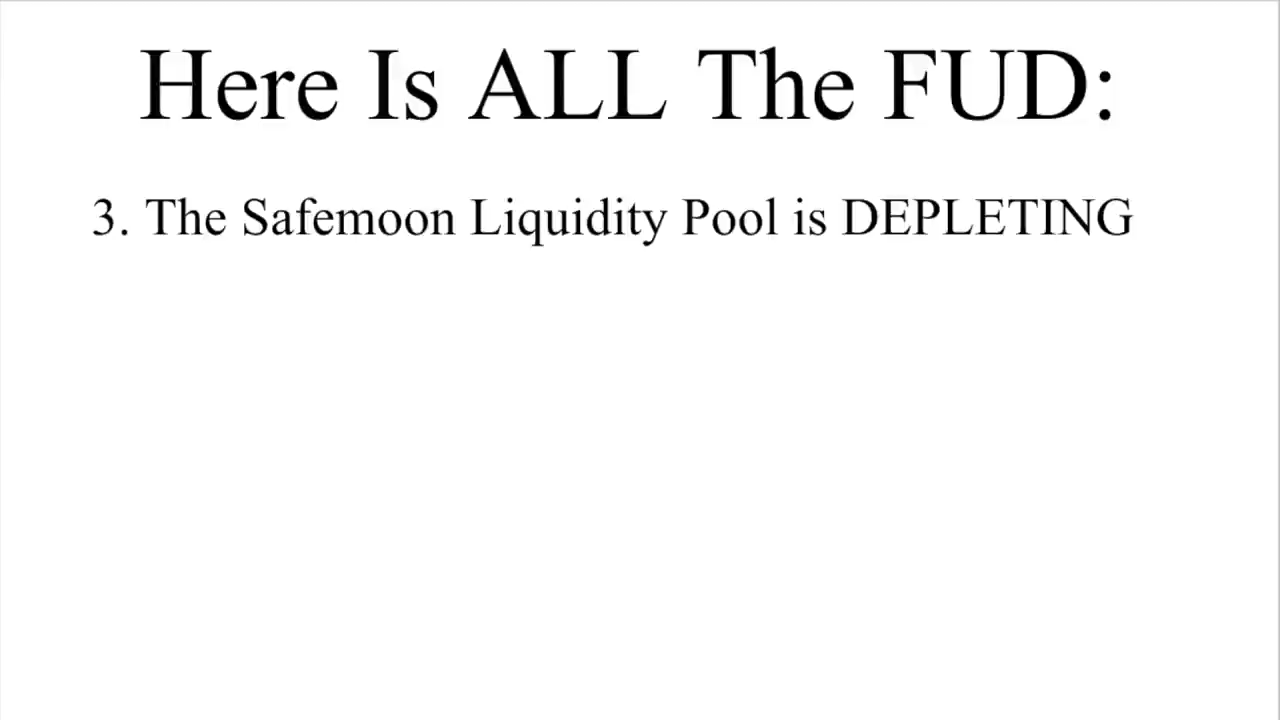 Here Is ALL The FUD:
3. The Safemoon Liquidity Pool is DEPLETING